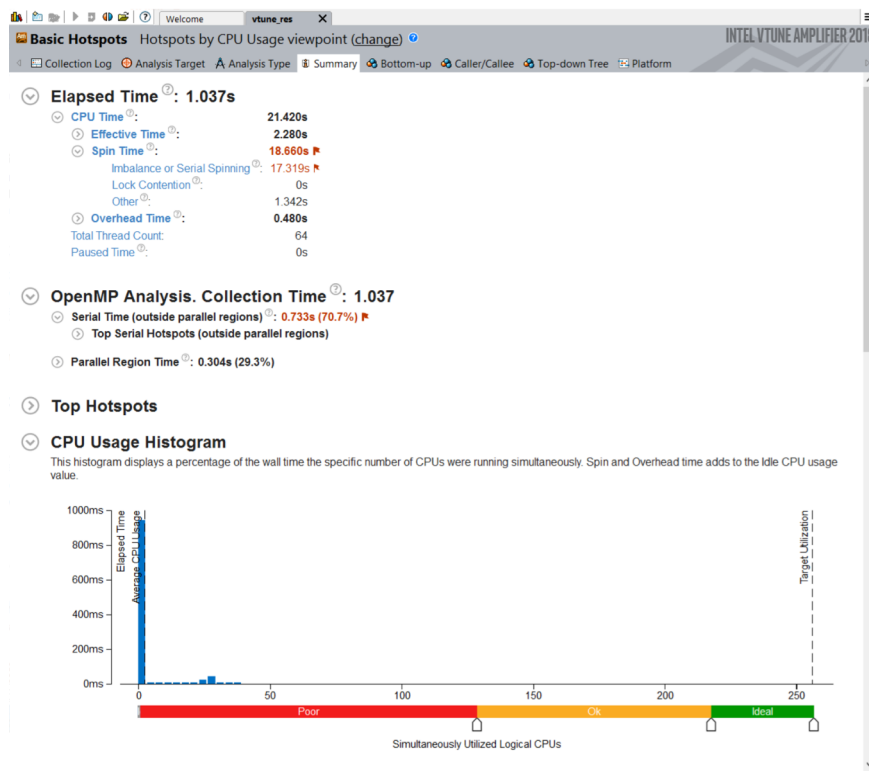 Welcome
vtune_res X
Basic Hotspots Hotspots by CPU Usage viewpoint (change) ?
INTEL VTUNE AMPLIFIER 201
Collection Log Analysis Target Analysis Type Summary Bottom-up Caller/Callee Top-down Tree Platform
Elapsed Time ?: 1.037s
CPU Time ?: 21.420s
Effective Time ?: 2.280s
Spin Time ?: 18.660s
Imbalance or Serial Spinning ?: 17.319s
Lock Contention ?: 0s
Other ?: 1.342s
Overhead Time ?: 0.480s
Total Thread Count: 64
Paused Time ?: 0s
OpenMP Analysis. Collection Time ?: 1.037
Serial Time (outside parallel regions) ?: 0.733s (70.7%)
Top Serial Hotspots (outside parallel regions)
Parallel Region Time ?: 0.304s (29.3%)
Top Hotspots
CPU Usage Histogram
This histogram displays a percentage of the wall time the specific number of CPUs were running simultaneously. Spin and Overhead time adds to the Idle CPU usage
value.
1000ms
800ms
600ms
400ms
200ms
0ms
Elapsed Time
Average CPU Usage
Target Utilization
0 50 100 150 200 250
Poor Ok Ideal
Simultaneously Utilized Logical CPUs